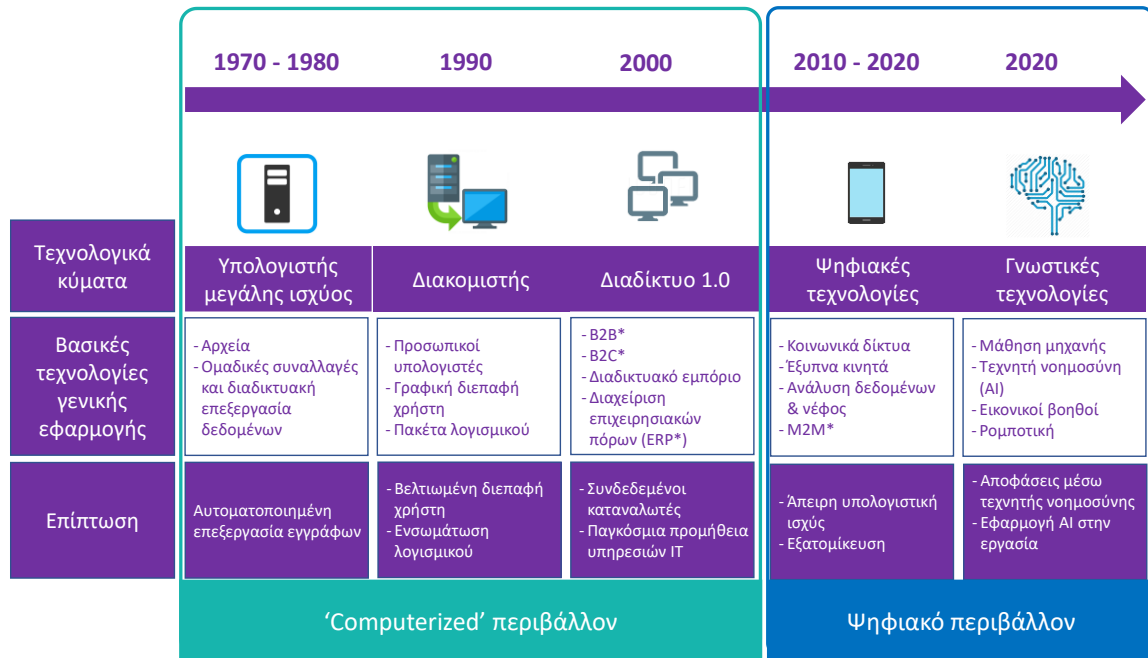 1970 - 1980
1990
2000
2010 - 2020
2020
Τεχνολογικά
κύματα
Υπολογιστής
μεγάλης ισχύος
Διακομιστής
Διαδίκτυο 1.0
Ψηφιακές
τεχνολογίες
Γνωστικές
τεχνολογίες
Βασικές
τεχνολογίες
γενικής
εφαρμογής
- Αρχεία
- Ομαδικές συναλλαγές
και διαδικτυακή
επεξεργασία
δεδομένων
- Προσωπικοί
υπολογιστές
- Γραφική διεπαφή
χρήστη
- Πακέτα λογισμικού
- B2B*
- B2C*
- Διαδικτυακό εμπόριο
- Διαχείριση
επιχειρησιακών
πόρων (ERP*)
- Κοινωνικά δίκτυα
- Έξυπνα κινητά
- Ανάλυση δεδομένων
& νέφος
- M2M*
- Μάθηση μηχανής
- Τεχνητή νοημοσύνη
(AI)
- Εικονικοί βοηθοί
- Ρομποτική
Επίπτωση
Αυτοματοποιημένη
επεξεργασία εγγράφων
- Βελτιωμένη διεπαφή
χρήστη
- Ενσωμάτωση
λογισμικού
- Συνδεδεμένοι
καταναλωτές
- Παγκόσμια προμήθεια
υπηρεσιών IT
- Άπειρη υπολογιστική
ισχύς
- Εξατομίκευση
- Αποφάσεις μέσω
τεχνητής νοημοσύνης
- Εφαρμογή AI στην
εργασία
‘Computerized’ περιβάλλον
Ψηφιακό περιβάλλον